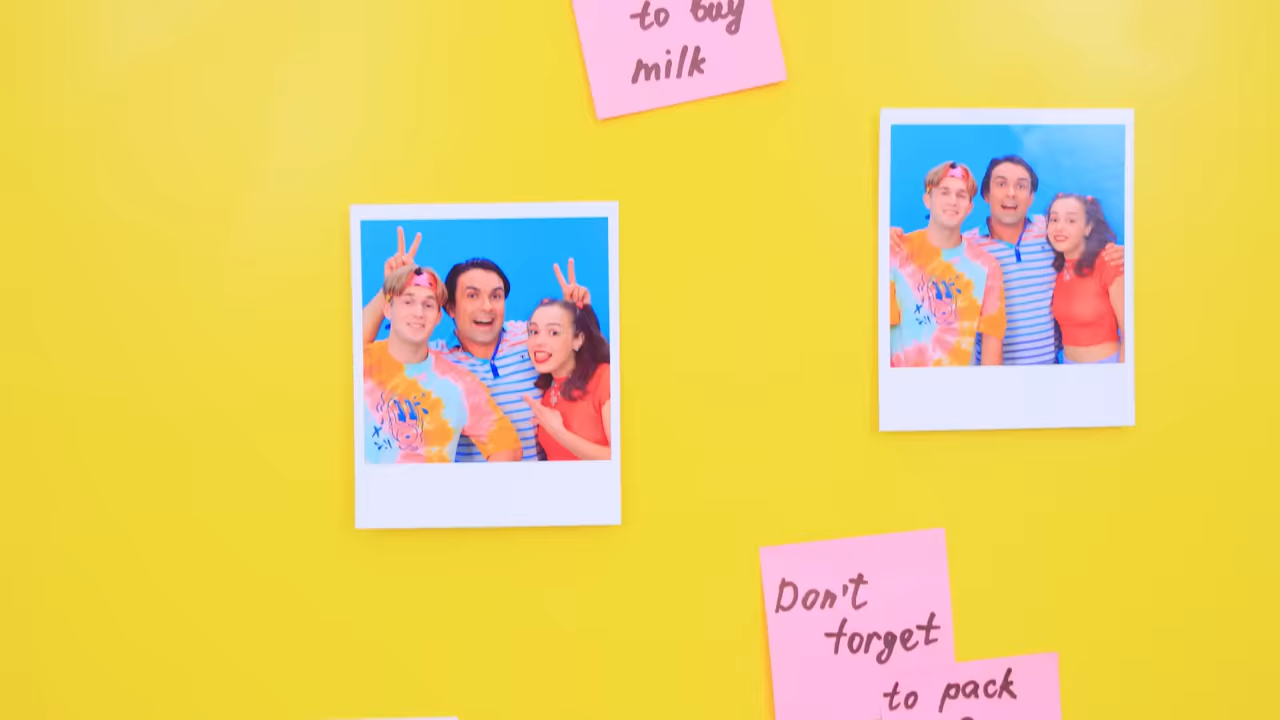 to buy
milk
Don't
forget
to pack